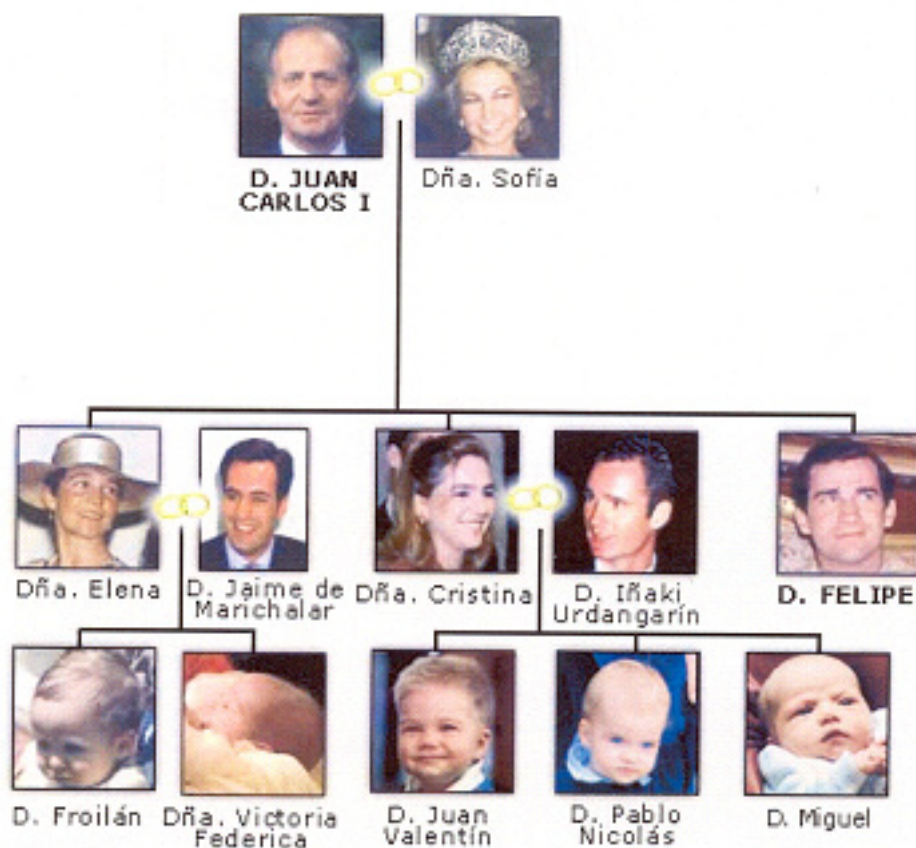 D. JUAN
CARLOS I
Dña. Sofía
Dña. Elena
D. Jaime de
Marichalar
Dña. Cristina
D. Iñaki
Urdangarín
D. FELIPE
D. Froilán
Dña. Victoria
Federica
D. Juan
Valentín
D. Pablo
Nicolás
D. Miguel